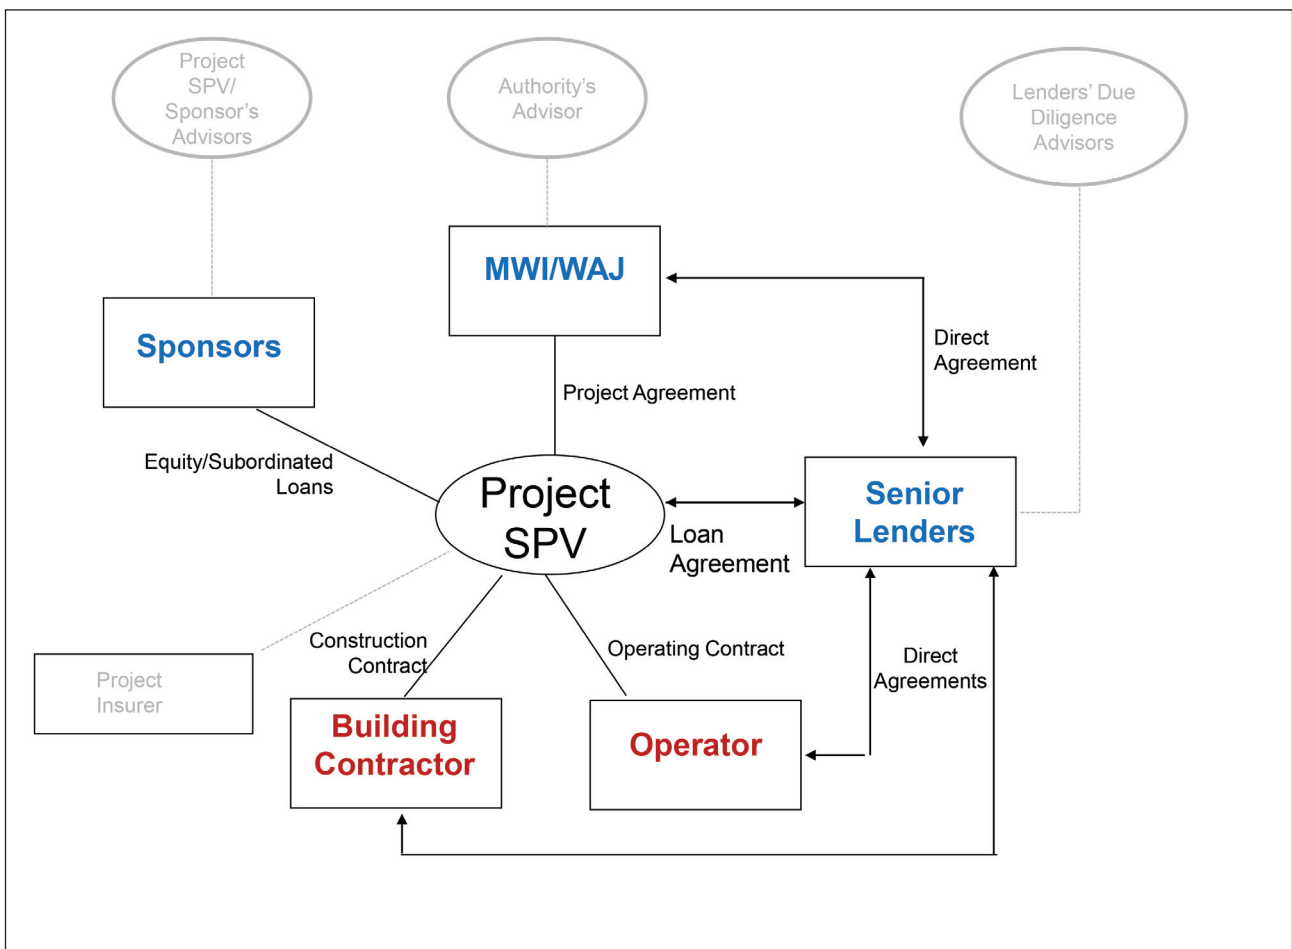 Project
SPV/
Sponsor's
Advisors
Authority's
Advisor
Lenders' Due
Diligence
Advisors
MWI/WAJ
Sponsors
Direct
Agreement
Project Agreement
Equity/Subordinated
Loans
Project
SPV
Senior
Lenders
Loan
Agreement
Construction
Contract
Operating Contract
Direct
Agreements
Project
Insurer
Building
Contractor
Operator